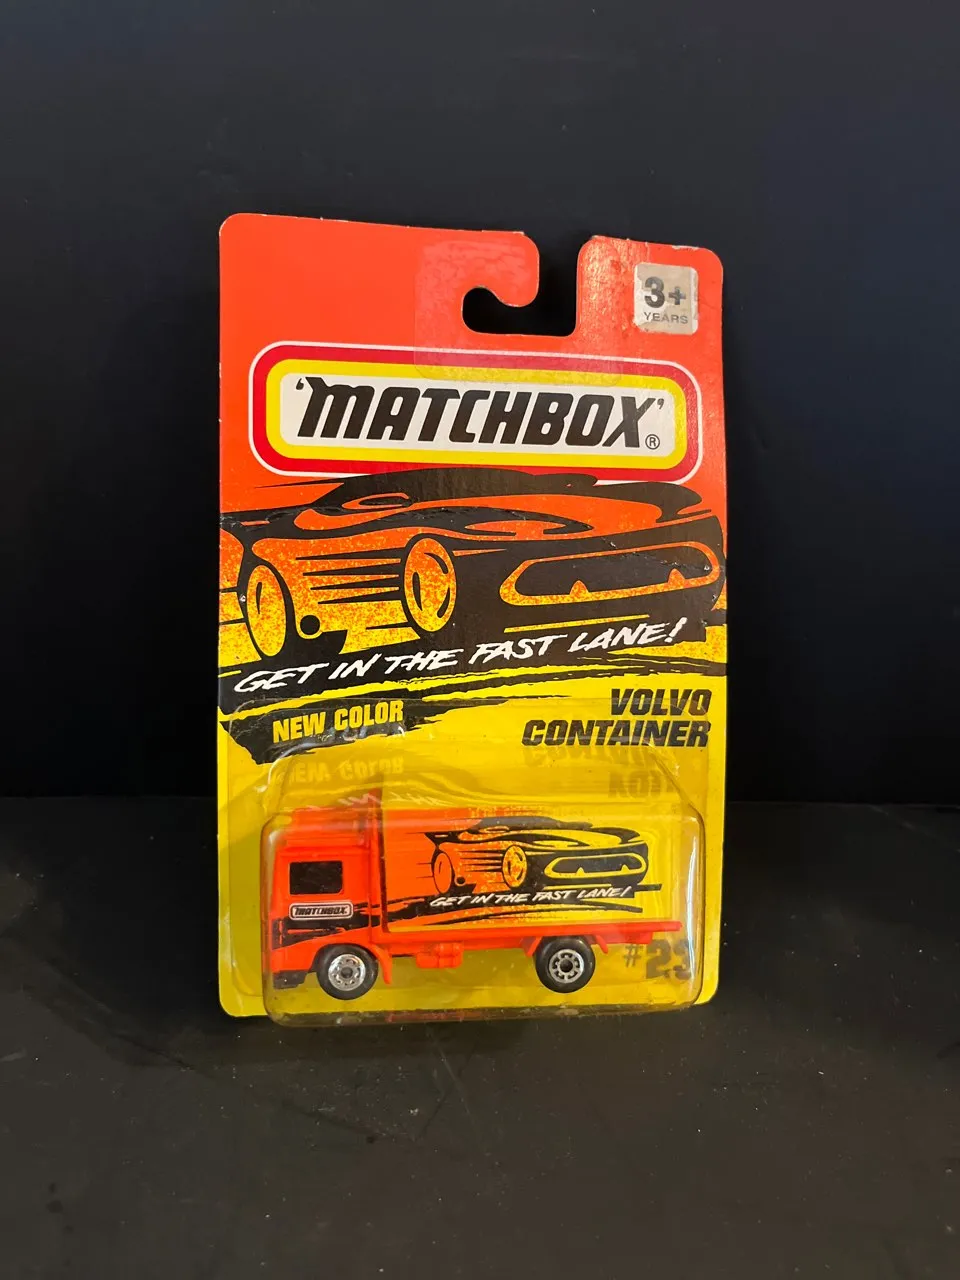 3+
YEARS
'MATCHBOX'®
GET IN THE FAST LANE!
NEW COLOR
VOLVO
CONTAINER
GET IN THE FAST LANE!
MATCHBOX
#23